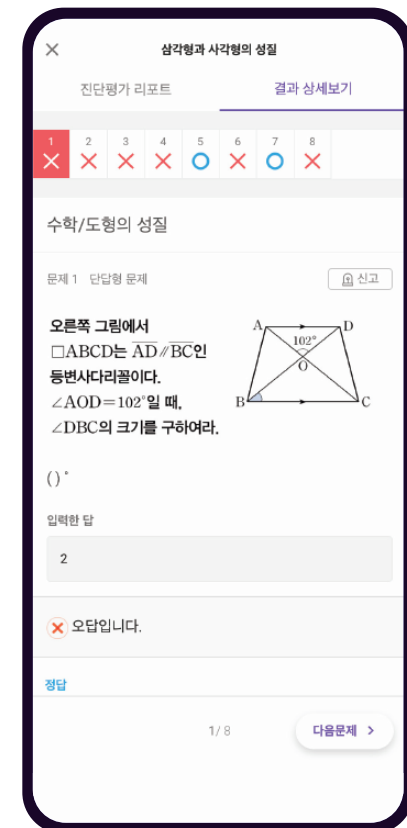 삼각형과 사각형의 성질
진단평가 리포트 결과 상세보기
1 2 3 4 5 6 7 8
수학/도형의 성질
문제 1 단답형 문제 신고
오른쪽 그림에서
□ABCD는 A͞D͞//B͞C͞인
등변사다리꼴이다.
∠AOD=102°일 때,
∠DBC의 크기를 구하여라.
A D
102°
O
B C
( ) °
입력한 답
2
오답입니다.
정답
1/ 8 다음문제 >